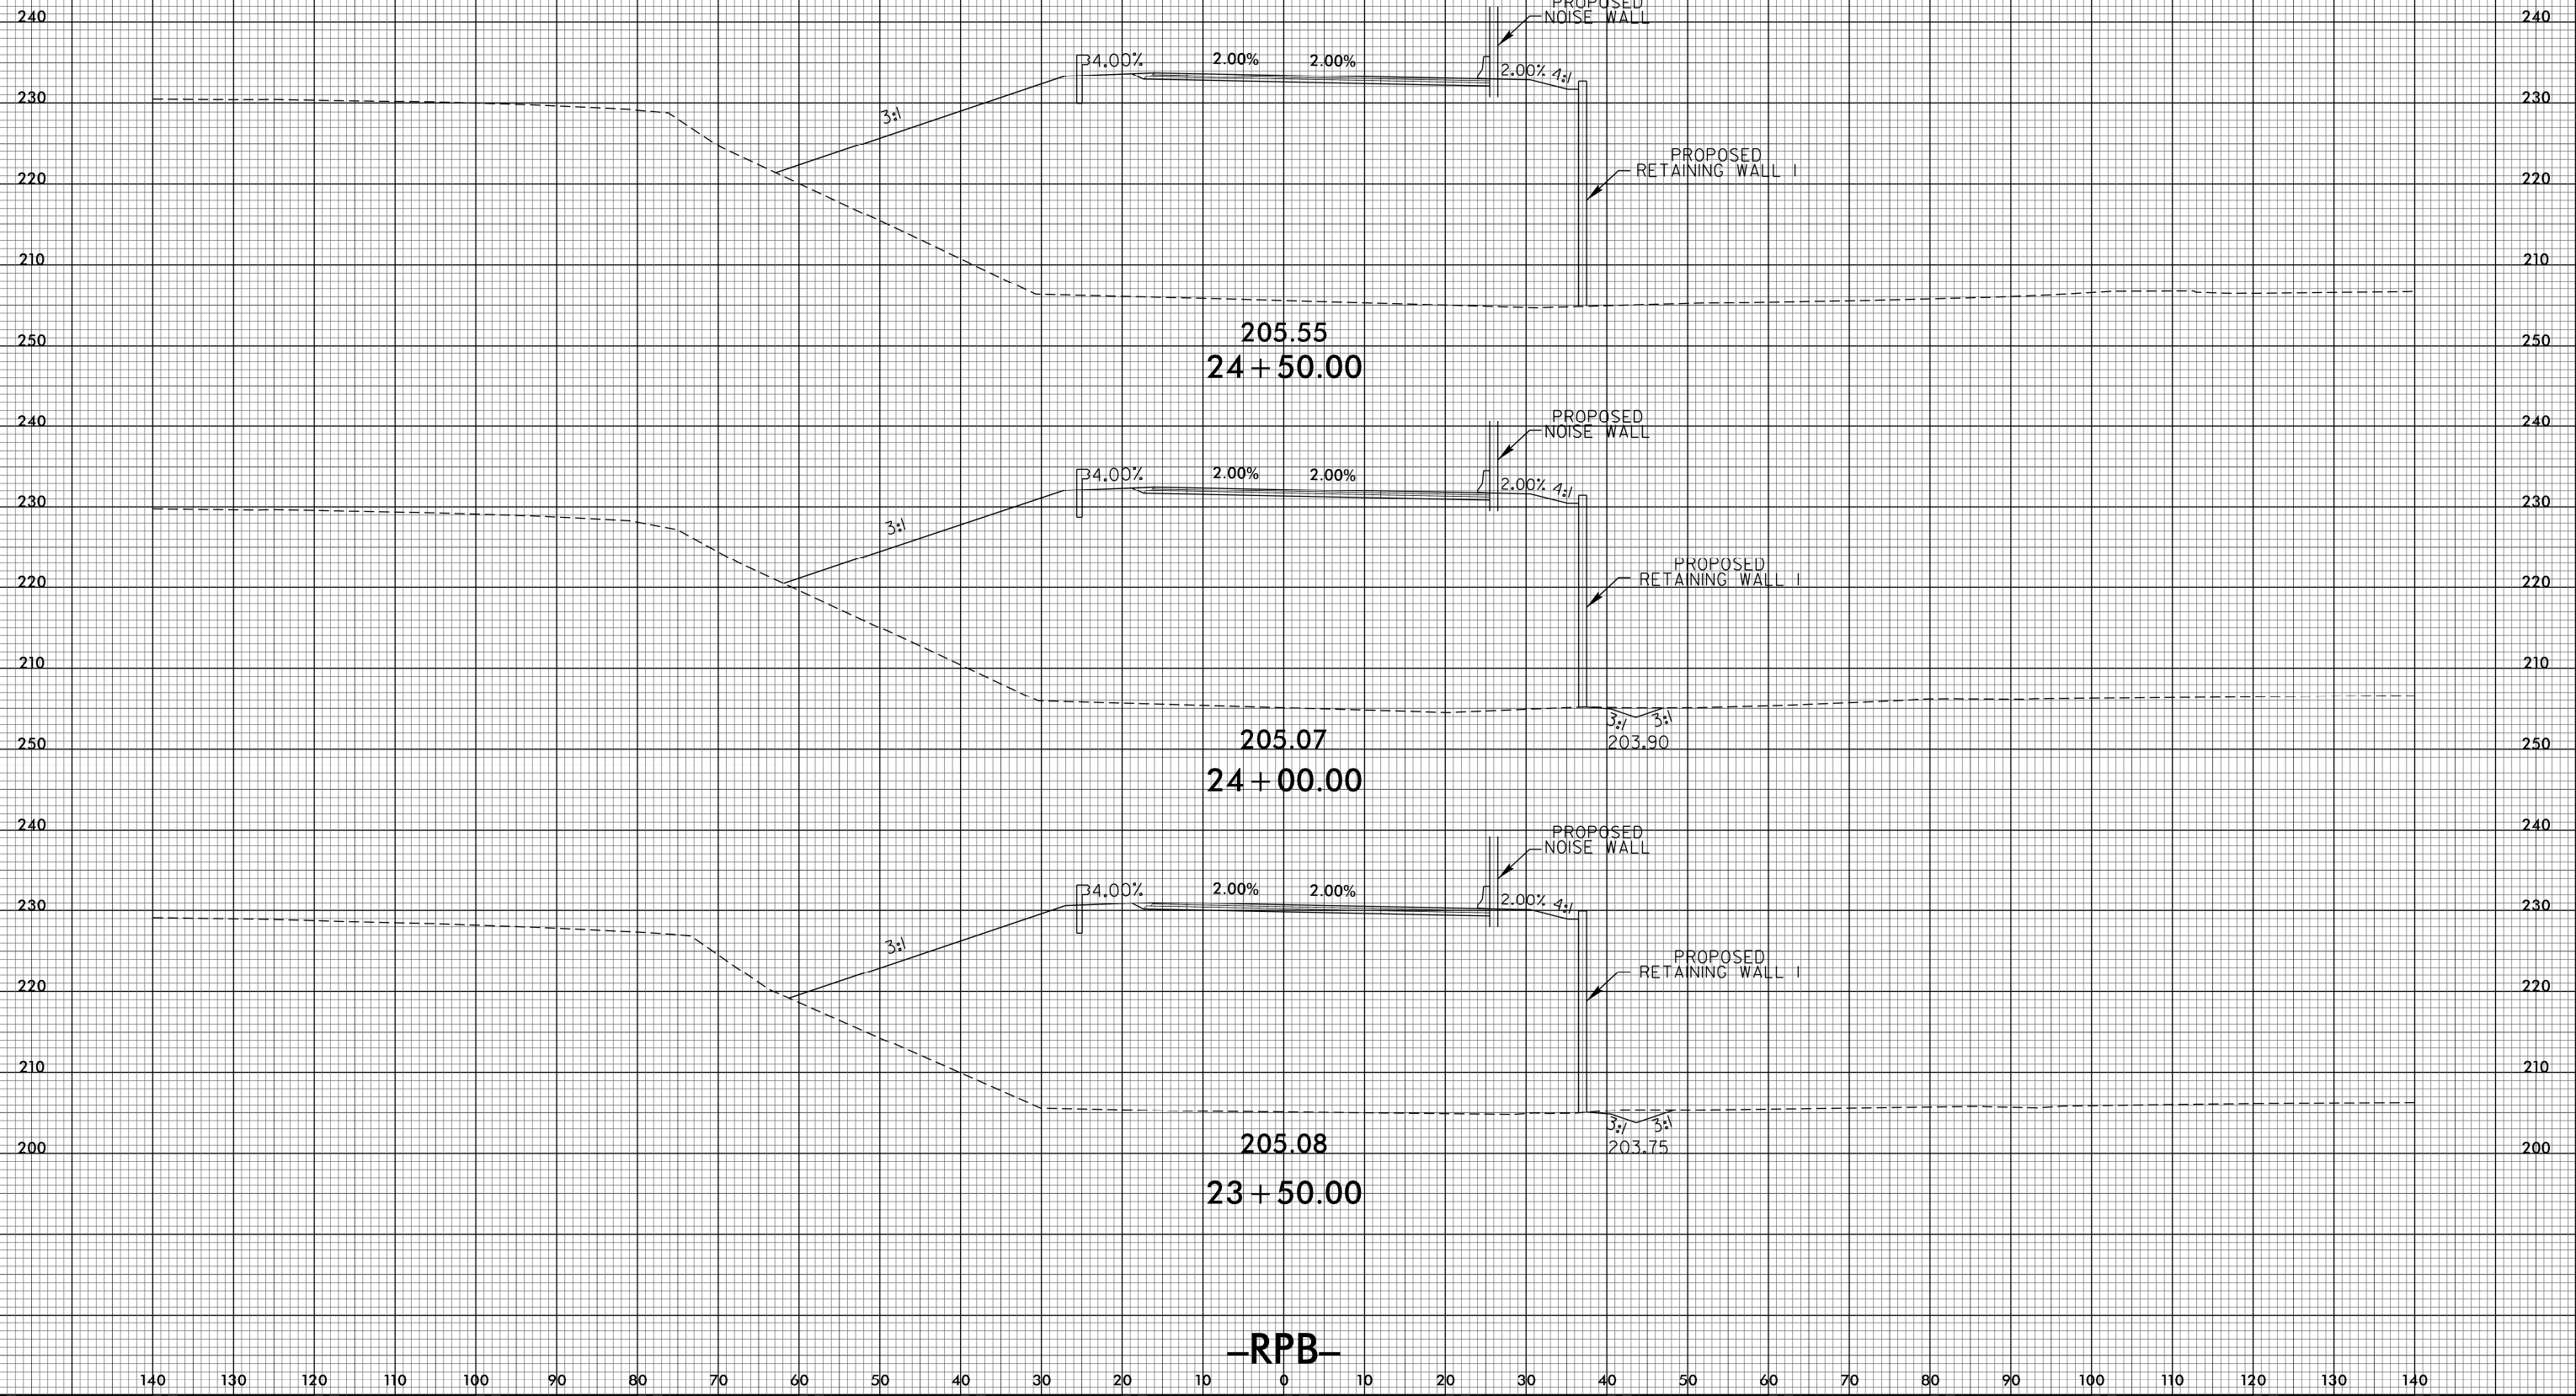 PROPOSED
240 NOISE WALL 240
34.00% 2.00% 2.00% 2.00% 4:1
230 230
3:1
PROPOSED
RETAINING WALL 1
220 220
210 210
205.55
250 250
24+50.00
PROPOSED
240 NOISE WALL 240
34.00% 2.00% 2.00% 2.00% 4:1
230 230
3:1
PROPOSED
RETAINING WALL 1
220 220
210 210
3:1 3:1
205.07 203.90
250 250
24+00.00
PROPOSED
240 NOISE WALL 240
34.00% 2.00% 2.00% 2.00% 4:1
230 230
3:1
PROPOSED
RETAINING WALL 1
220 220
210 210
3:1 3:1
205.08 203.75
200 200
23+50.00
–RPB–
140 130 120 110 100 90 80 70 60 50 40 30 20 10 0 10 20 30 40 50 60 70 80 90 100 110 120 130 140